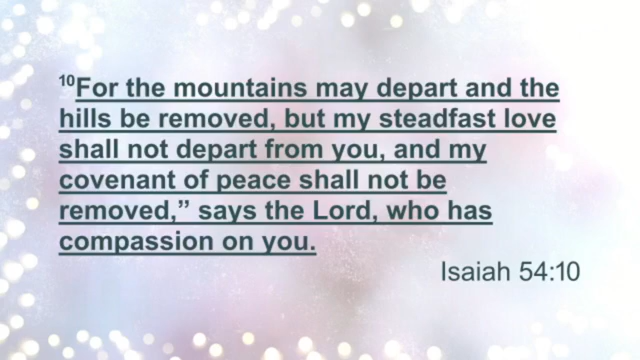 ¹⁰For the mountains may depart and the
hills be removed, but my steadfast love
shall not depart from you, and my
covenant of peace shall not be
removed,” says the Lord, who has
compassion on you.
Isaiah 54:10